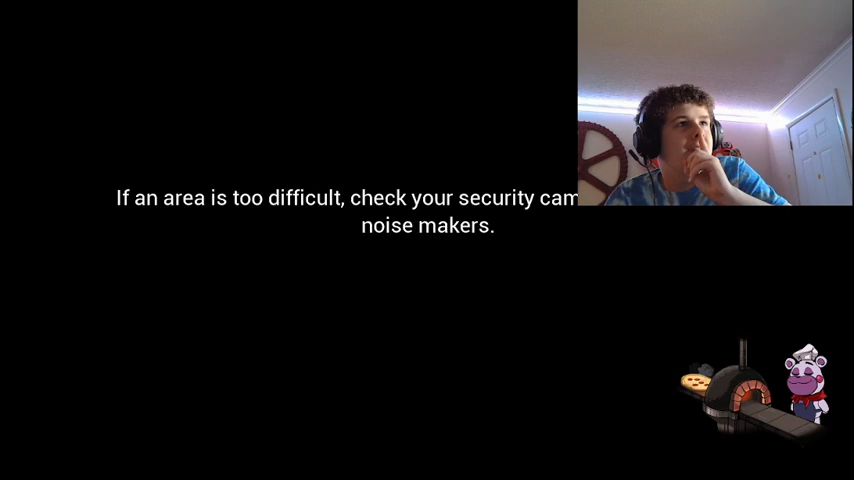 If an area is too difficult, check your security cam
noise makers.